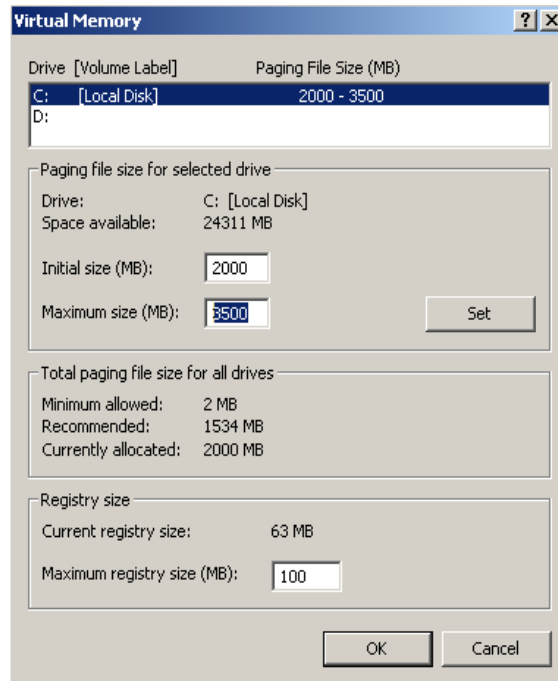 Virtual Memory
Drive [Volume Label] Paging File Size (MB)
C: [Local Disk] 2000 - 3500
D:
Paging file size for selected drive
Drive: C: [Local Disk]
Space available: 24311 MB
Initial size (MB): 2000
Maximum size (MB): 3500 Set
Total paging file size for all drives
Minimum allowed: 2 MB
Recommended: 1534 MB
Currently allocated: 2000 MB
Registry size
Current registry size: 63 MB
Maximum registry size (MB): 100
OK Cancel